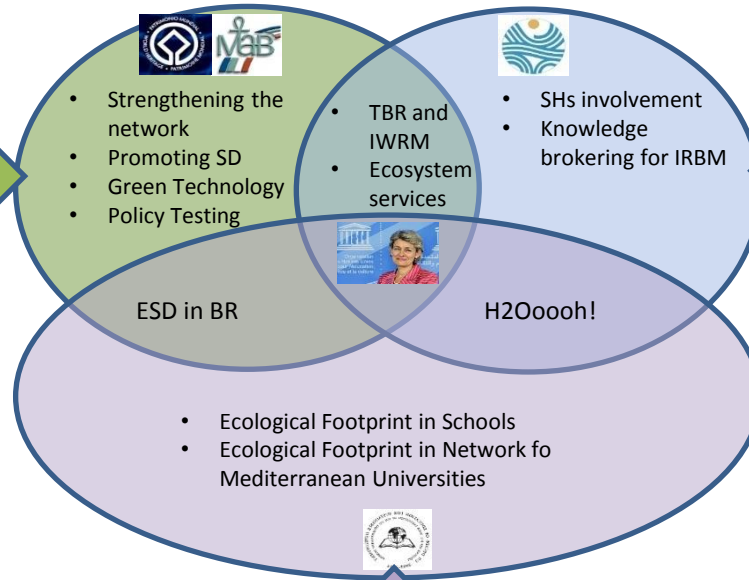 MaB
• Strengthening the
network
• Promoting SD
• Green Technology
• Policy Testing
• TBR and
IWRM
• Ecosystem
services
• SHs involvement
• Knowledge
brokering for IRBM
ESD in BR
H2Ooooh!
• Ecological Footprint in Schools
• Ecological Footprint in Network fo
Mediterranean Universities